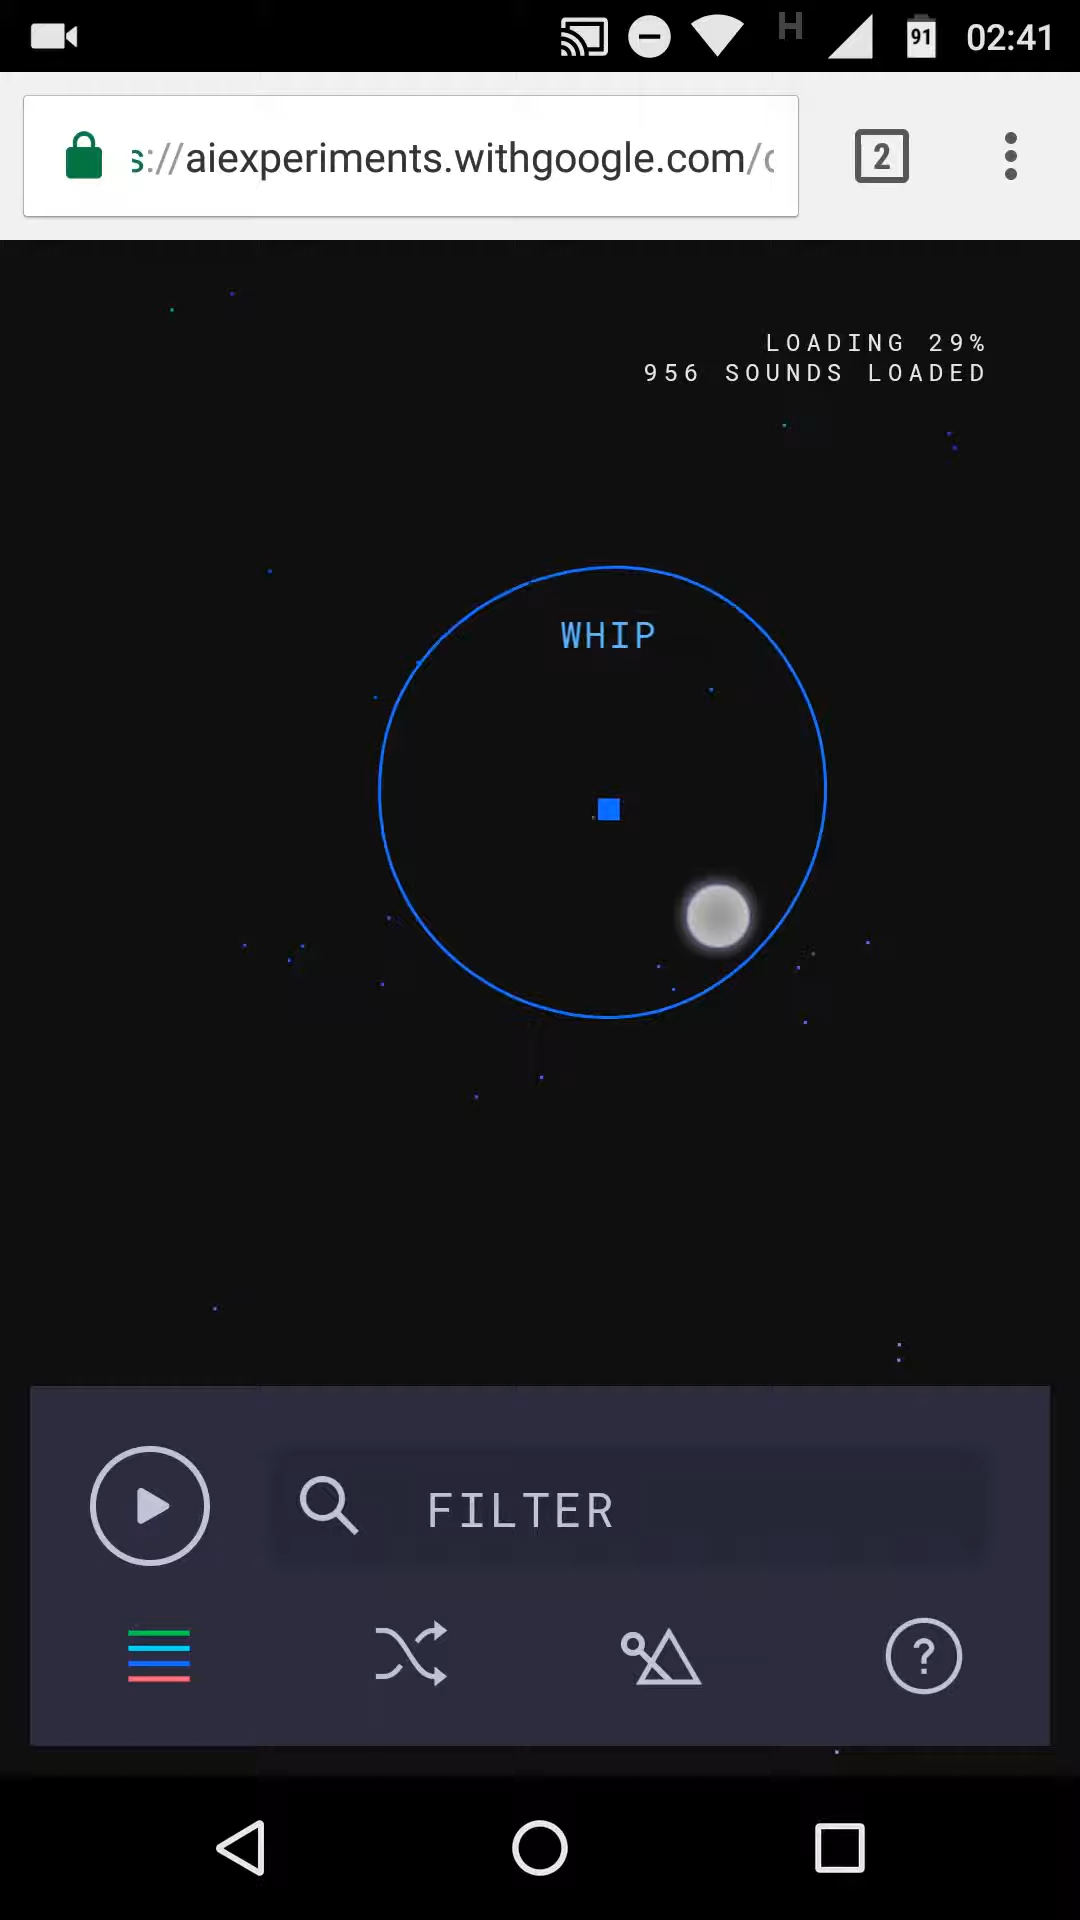 H 91 02:41
s://aiexperiments.withgoogle.com/
2
LOADING 29%
956 SOUNDS LOADED
WHIP
FILTER
?